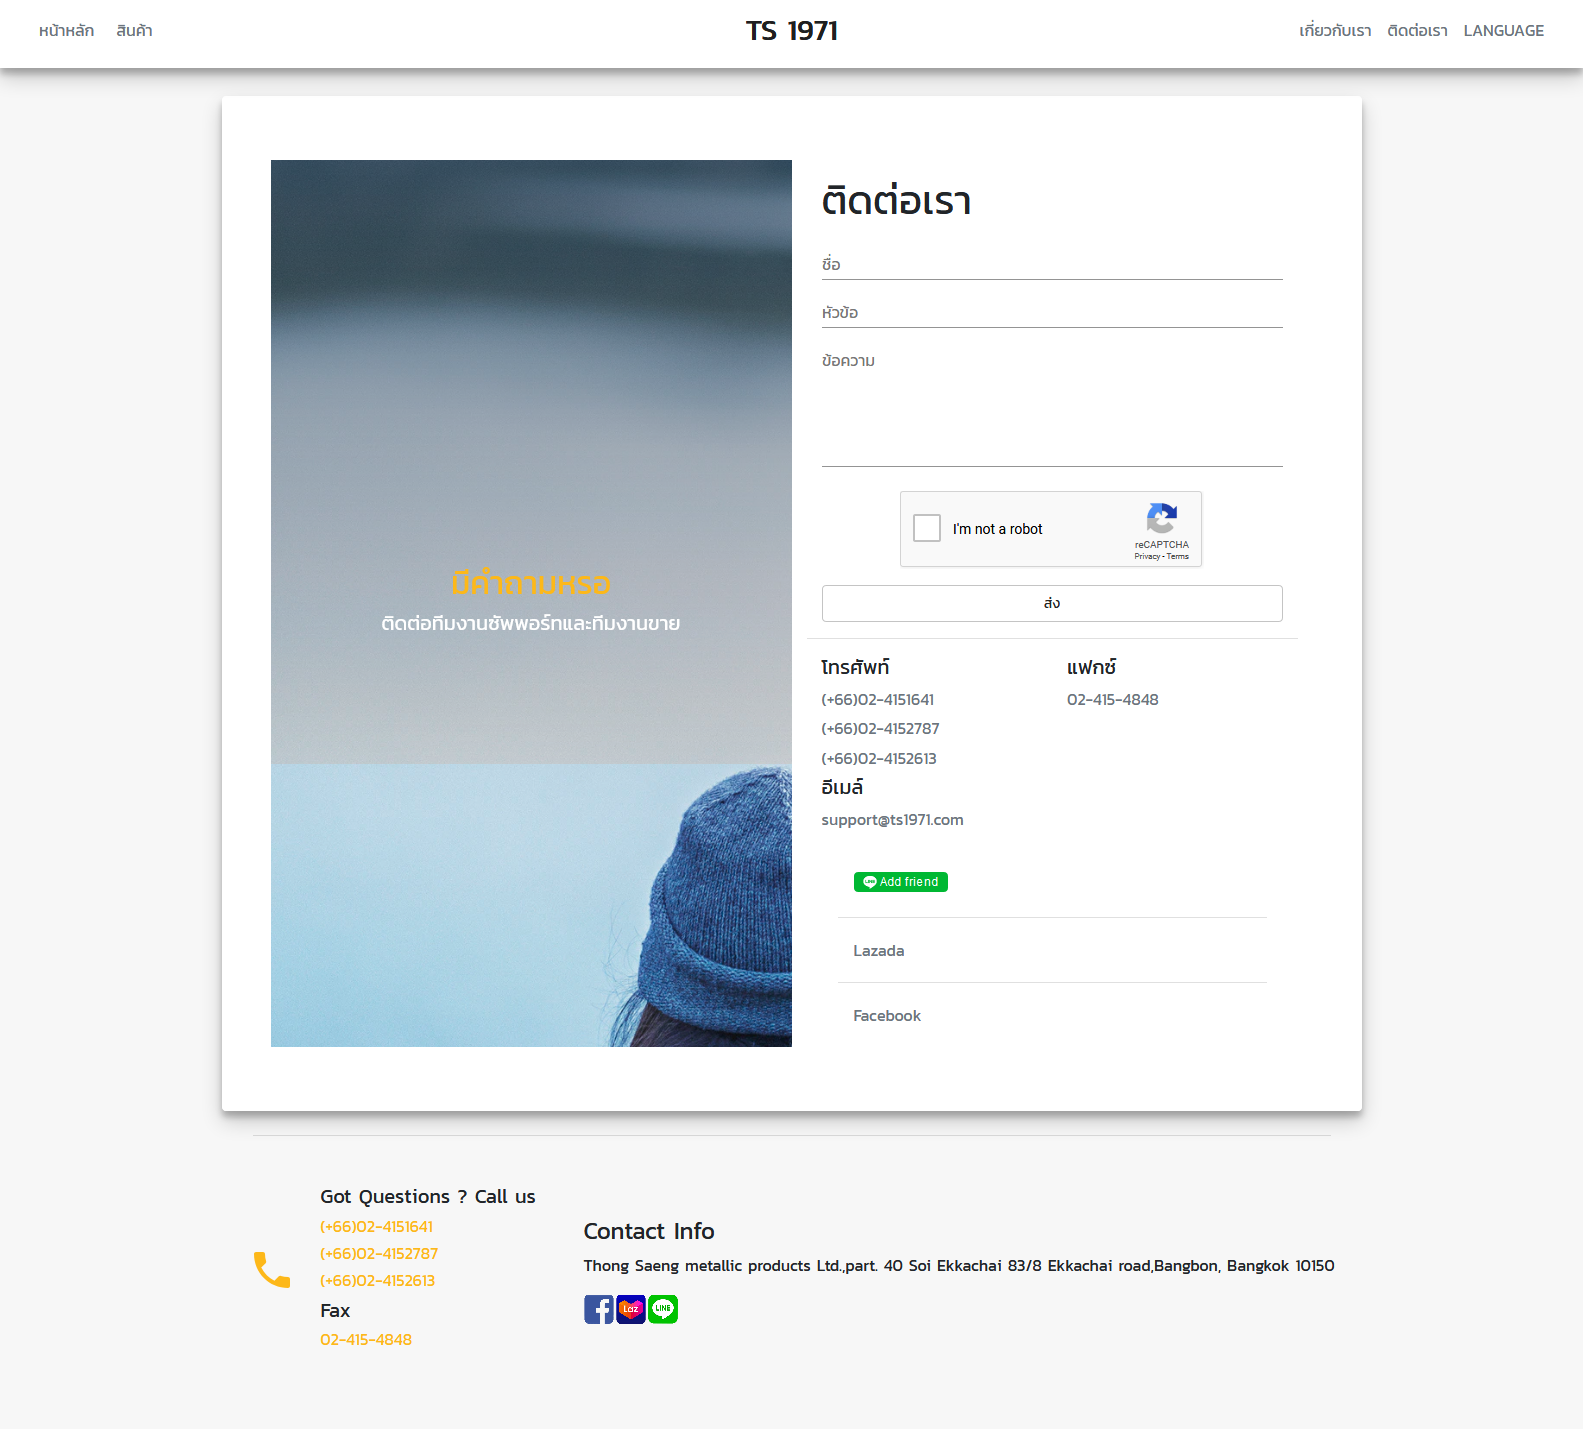 หน้าหลัก สินค้า TS 1971 เกี่ยวกับเรา ติดต่อเรา LANGUAGE
มีคำถามหรอ
ติดต่อทีมงานซัพพอร์ทและทีมงานขาย
ติดต่อเรา
ชื่อ
หัวข้อ
ข้อความ
I'm not a robot
reCAPTCHA
Privacy - Terms
ส่ง
โทรศัพท์
(+66)02-4151641
(+66)02-4152787
(+66)02-4152613
แฟกซ์
02-415-4848
อีเมล์
support@ts1971.com
LINE Add friend
Lazada
Facebook
Got Questions ? Call us
(+66)02-4151641
(+66)02-4152787
(+66)02-4152613
Fax
02-415-4848
Contact Info
Thong Saeng metallic products Ltd.,part. 40 Soi Ekkachai 83/8 Ekkachai road,Bangbon, Bangkok 10150
f Laz LINE